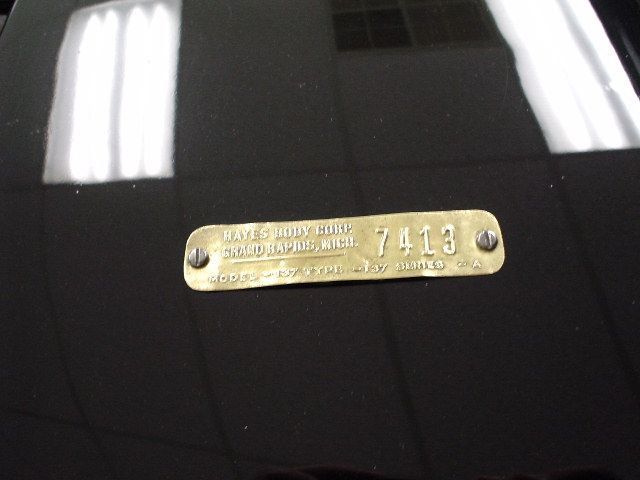 HAYES BODY CORP.
GRAND RAPIDS, MICH.
7413
MODEL - 137 TYPE - 137 SERIES - A